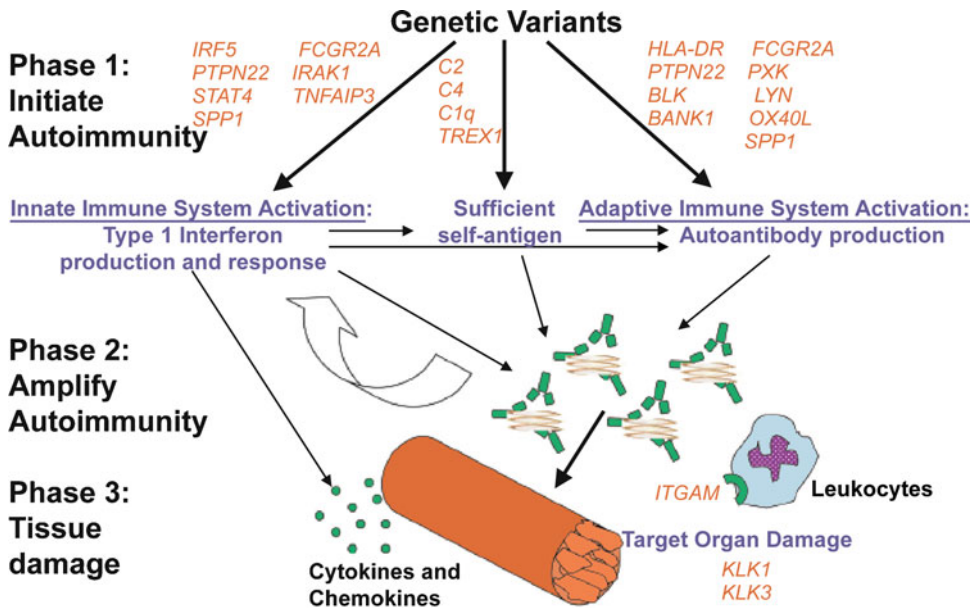 Genetic Variants
Phase 1:
Initiate
Autoimmunity
IRF5 FCGR2A
PTPN22 IRAK1
STAT4 TNFAIP3
SPP1
C2
C4
C1q
TREX1
HLA-DR FCGR2A
PTPN22 PXK
BLK LYN
BANK1 OX40L
SPP1
Innate Immune System Activation:
Type 1 Interferon
production and response
Sufficient
self-antigen
Adaptive Immune System Activation:
Autoantibody production
Phase 2:
Amplify
Autoimmunity
Phase 3:
Tissue
damage
ITGAM
Leukocytes
Target Organ Damage
KLK1
KLK3
Cytokines and
Chemokines